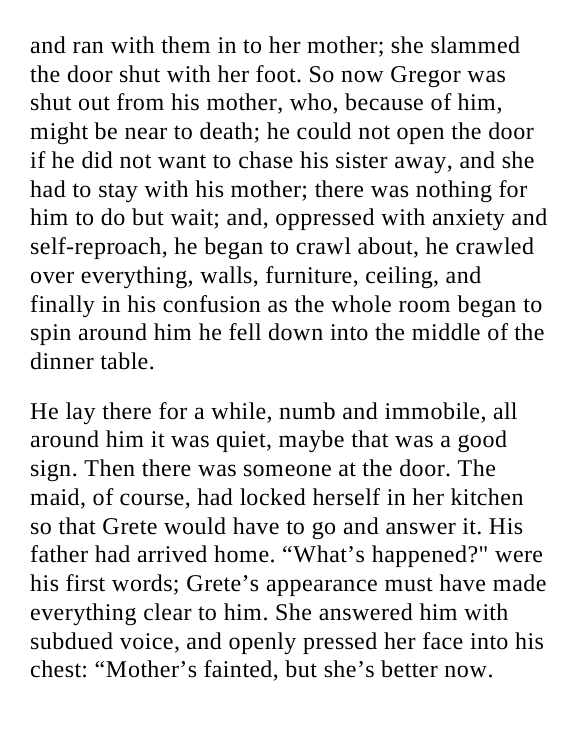 and ran with them in to her mother; she slammed
the door shut with her foot. So now Gregor was
shut out from his mother, who, because of him,
might be near to death; he could not open the door
if he did not want to chase his sister away, and she
had to stay with his mother; there was nothing for
him to do but wait; and, oppressed with anxiety and
self-reproach, he began to crawl about, he crawled
over everything, walls, furniture, ceiling, and
finally in his confusion as the whole room began to
spin around him he fell down into the middle of the
dinner table.
He lay there for a while, numb and immobile, all
around him it was quiet, maybe that was a good
sign. Then there was someone at the door. The
maid, of course, had locked herself in her kitchen
so that Grete would have to go and answer it. His
father had arrived home. “What’s happened?" were
his first words; Grete’s appearance must have made
everything clear to him. She answered him with
subdued voice, and openly pressed her face into his
chest: “Mother’s fainted, but she’s better now.